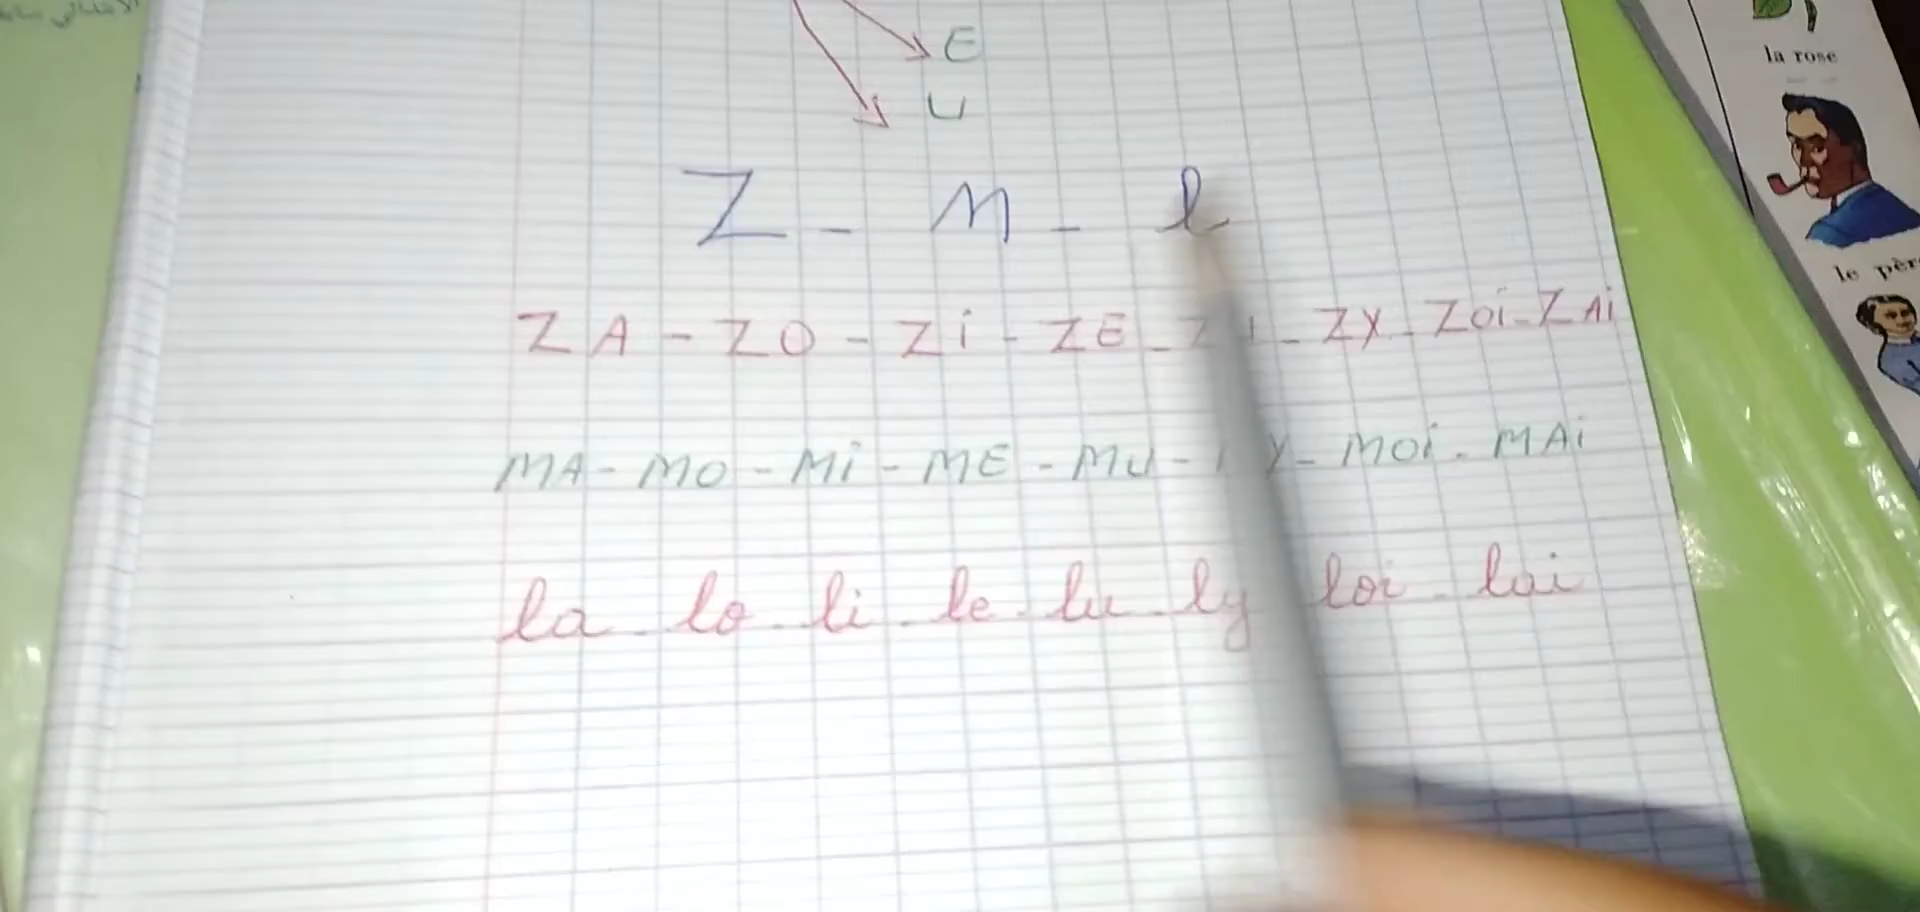 E
U
Z - M - l
ZA - ZO - Zi - ZE - - ZY - Zoi - ZAi
MA - MO - Mi - ME - MU - - MOi - MAi
la - lo - li - le - lu - ly loi - lai
la rose
le